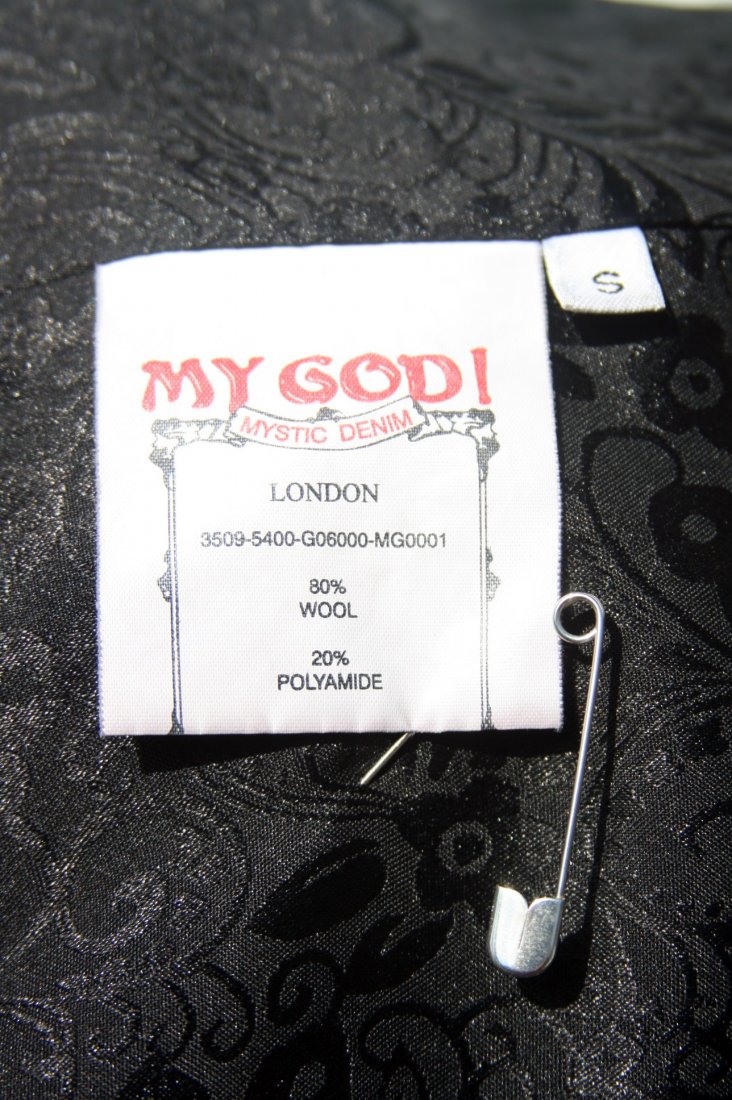 S
MY GOD!
MYSTIC DENIM
LONDON
3509-5400-G06000-MG0001
80%
WOOL
20%
POLYAMIDE